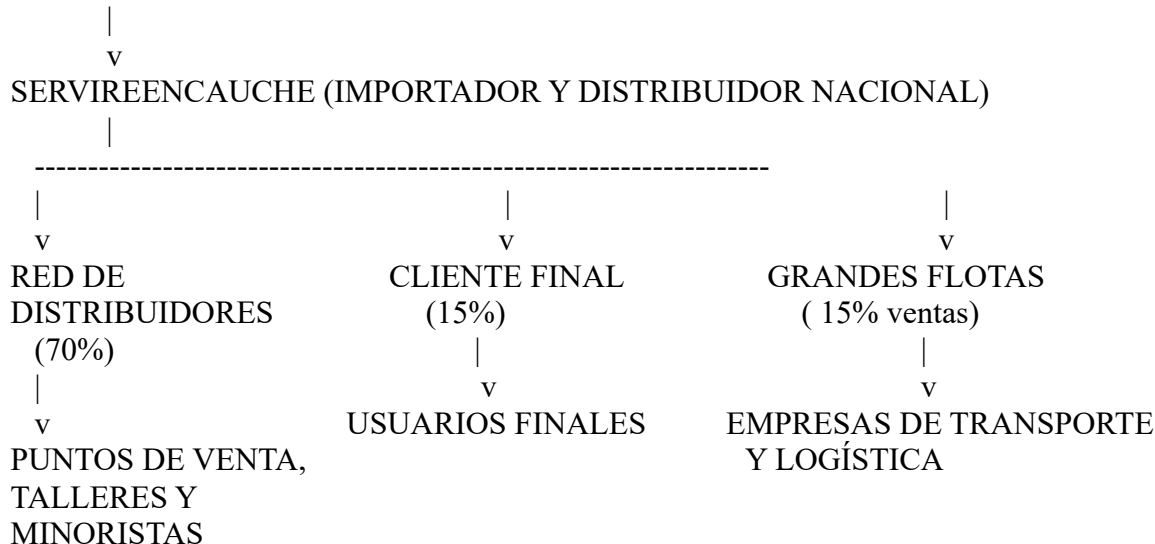 |
v
SERVIREENCAUCHE (IMPORTADOR Y DISTRIBUIDOR NACIONAL)
|
---------------------------------------------------------------------
| | |
v v v
RED DE CLIENTE FINAL GRANDES FLOTAS
DISTRIBUIDORES (15%) ( 15% ventas)
(70%) | |
| v v
v USUARIOS FINALES EMPRESAS DE TRANSPORTE
PUNTOS DE VENTA, Y LOGÍSTICA
TALLERES Y
MINORISTAS